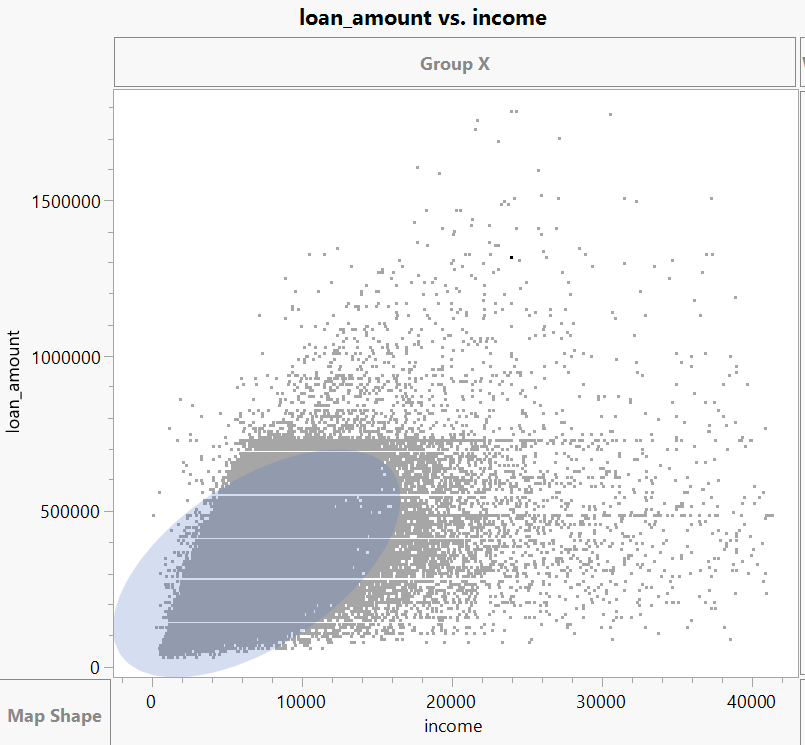 loan_amount vs. income
Group X
1500000
1000000
500000
0
loan_amount
0 10000 20000 30000 40000
income
Map Shape